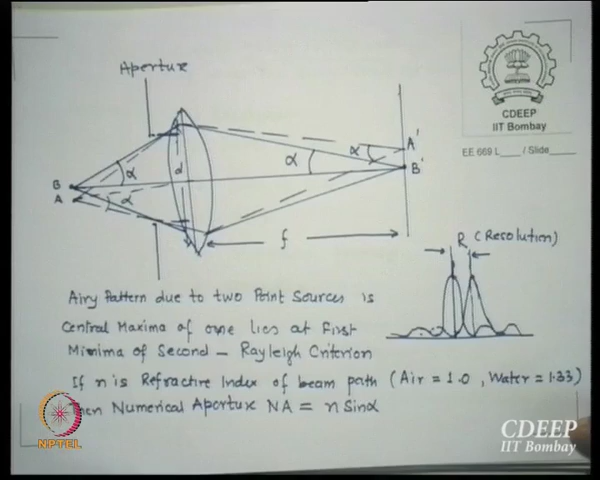 Aperture
CDEEP
IIT Bombay
EE 669 L___ / Slide___
A'
B'
α
α
α
α
d
B
A
f
R (Resolution)
Airy Pattern due to two Point Sources is
Central Maxima of one lies at First
Minima of Second - Rayleigh Criterion
If n is Refractive Index of beam path (Air = 1.0, Water = 1.33)
Then Numerical Aperture NA = n Sinα
NPTEL
CDEEP
IIT Bombay